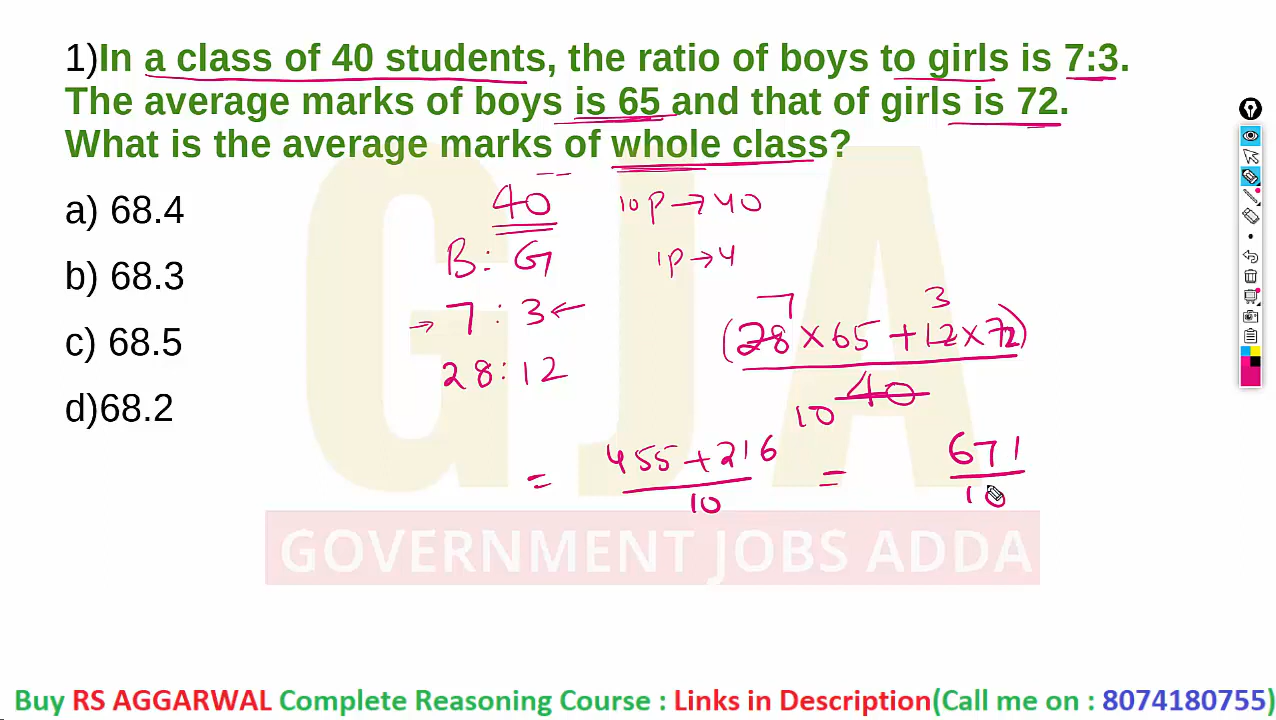 1)In a class of 40 students, the ratio of boys to girls is 7:3.
The average marks of boys is 65 and that of girls is 72.
What is the average marks of whole class?
a) 68.4
b) 68.3
c) 68.5
d)68.2
40
B : G
7 : 3
28 : 12
10P → 40
1P → 4
7 3
(28 × 65 + 12 × 72)
40
10
= 455 + 216 = 671
10 10
GJA
GOVERNMENT JOBS ADDA
Buy RS AGGARWAL Complete Reasoning Course : Links in Description(Call me on : 8074180755)